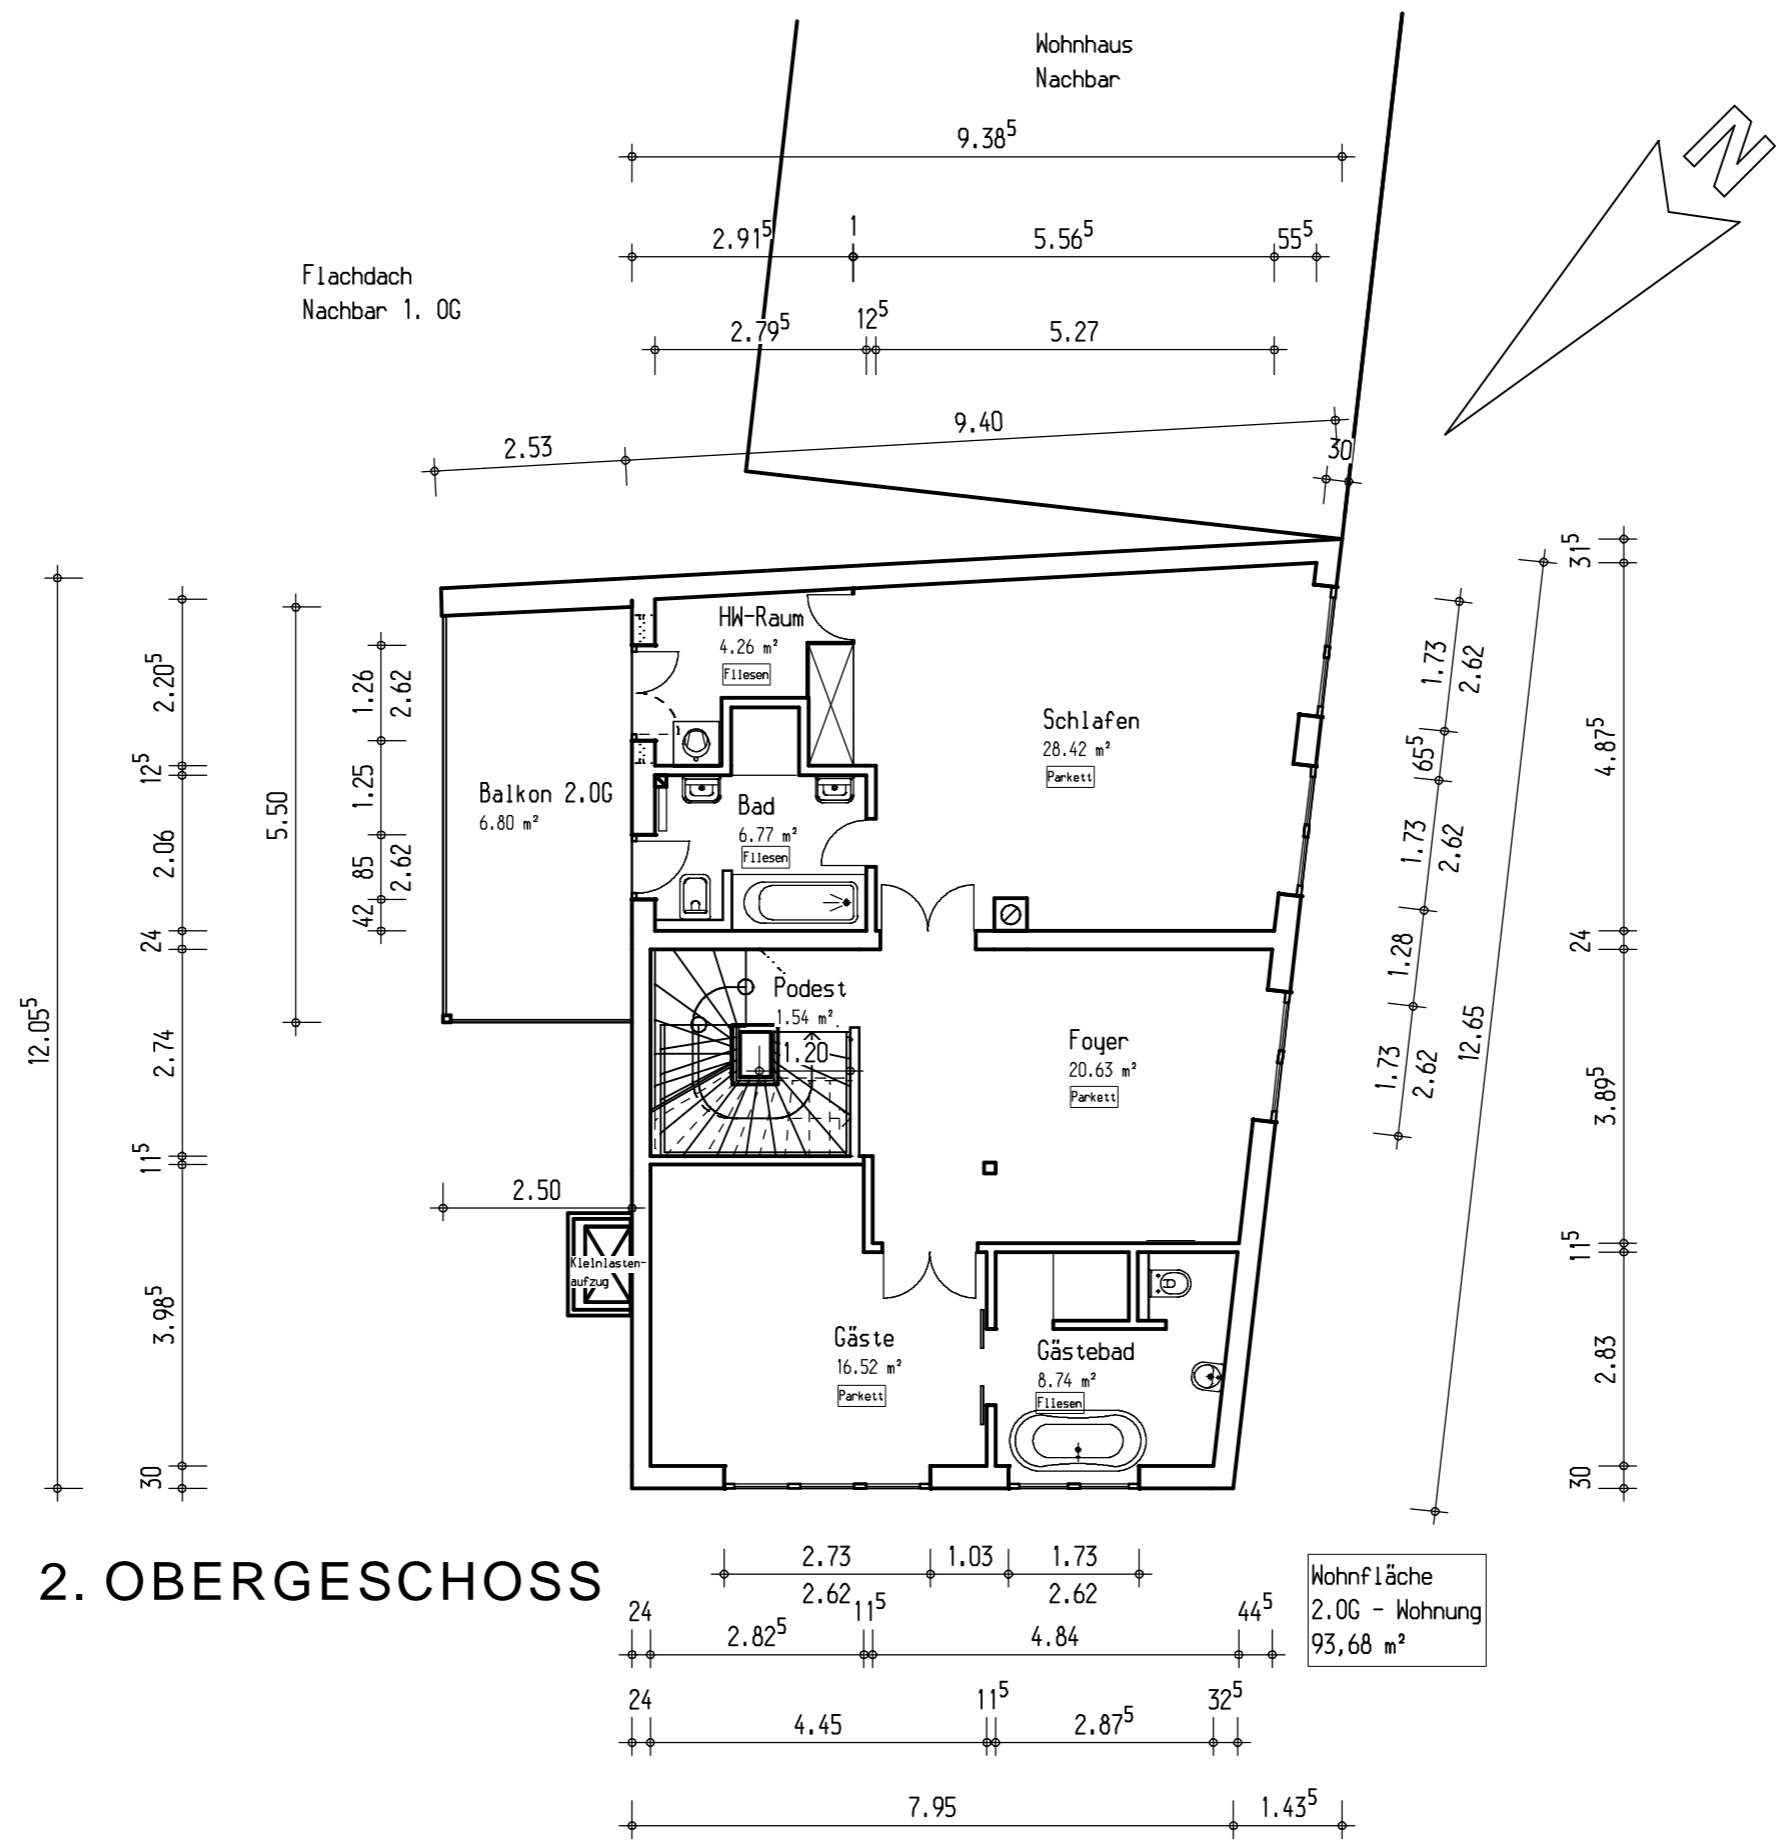 Wohnhaus
Nachbar
N
9.38⁵
2.91⁵ 1 5.56⁵ 55⁵
Flachdach
Nachbar 1. OG
2.79⁵ 12⁵ 5.27
2.53 9.40 30
HW-Raum
4.26 m²
Fliesen
Schlafen
28.42 m²
Parkett
Balkon 2.OG
6.80 m²
Bad
6.77 m²
Fliesen
Podest
1.54 m²
1.20
Foyer
20.63 m²
Parkett
Kleinlasten-
aufzug
Gäste
16.52 m²
Parkett
Gästebad
8.74 m²
Fliesen
12.05⁵
2.20⁵
12⁵
2.06
24
2.74
11⁵
3.98⁵
30
5.50
1.26
2.62
1.25
85
2.62
42
2.50
1.73
2.62
65⁵
1.73
2.62
1.28
1.73
2.62
12.65
31⁵
4.87⁵
24
3.89⁵
11⁵
2.83
30
2. OBERGESCHOSS
2.73 1.03 1.73
2.62 2.62
24 2.82⁵ 11⁵ 4.84 44⁵
24 4.45 11⁵ 2.87⁵ 32⁵
7.95 1.43⁵
Wohnfläche
2.OG - Wohnung
93,68 m²